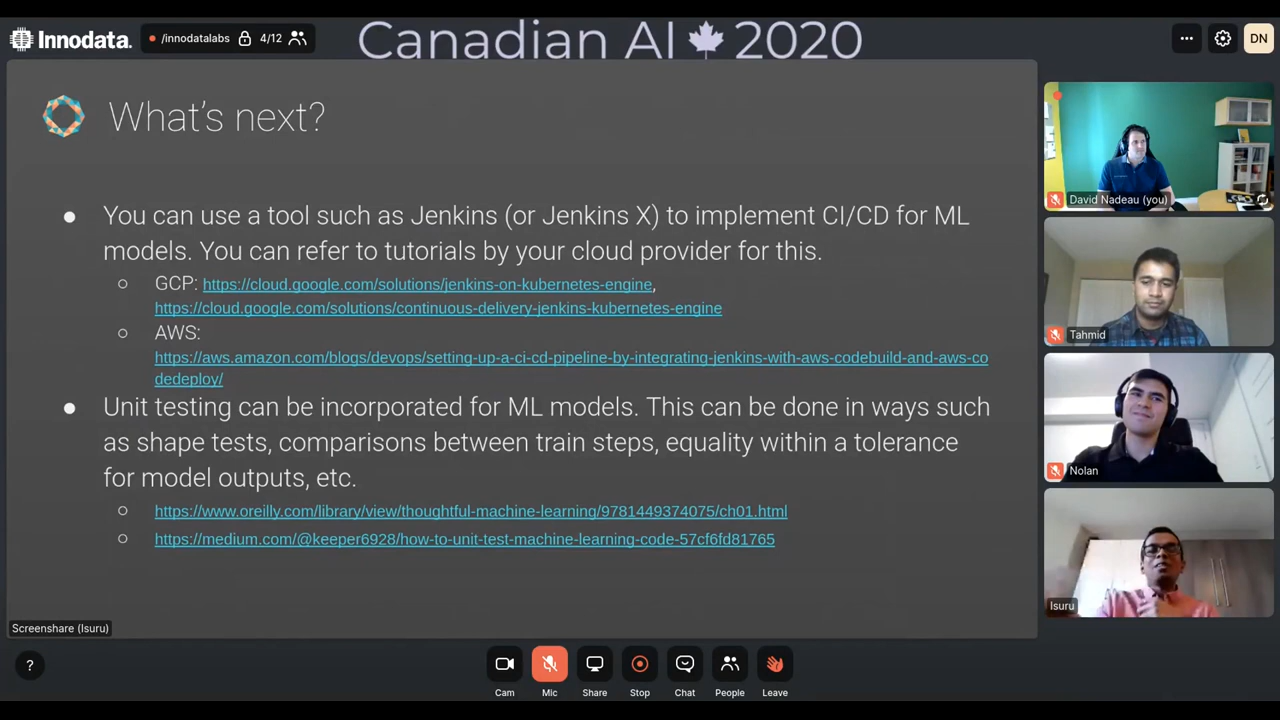 Innodata.
/innodatalabs 4/12
Canadian AI 2020
DN
What's next?
You can use a tool such as Jenkins (or Jenkins X) to implement CI/CD for ML
models. You can refer to tutorials by your cloud provider for this.
GCP: https://cloud.google.com/solutions/jenkins-on-kubernetes-engine,
https://cloud.google.com/solutions/continuous-delivery-jenkins-kubernetes-engine
AWS:
https://aws.amazon.com/blogs/devops/setting-up-a-ci-cd-pipeline-by-integrating-jenkins-with-aws-codebuild-and-aws-co
dedeploy/
Unit testing can be incorporated for ML models. This can be done in ways such
as shape tests, comparisons between train steps, equality within a tolerance
for model outputs, etc.
https://www.oreilly.com/library/view/thoughtful-machine-learning/9781449374075/ch01.html
https://medium.com/@keeper6928/how-to-unit-test-machine-learning-code-57cf6fd81765
Screenshare (Isuru)
David Nadeau (you)
Tahmid
Nolan
Isuru
?
Cam
Mic
Share
Stop
Chat
People
Leave